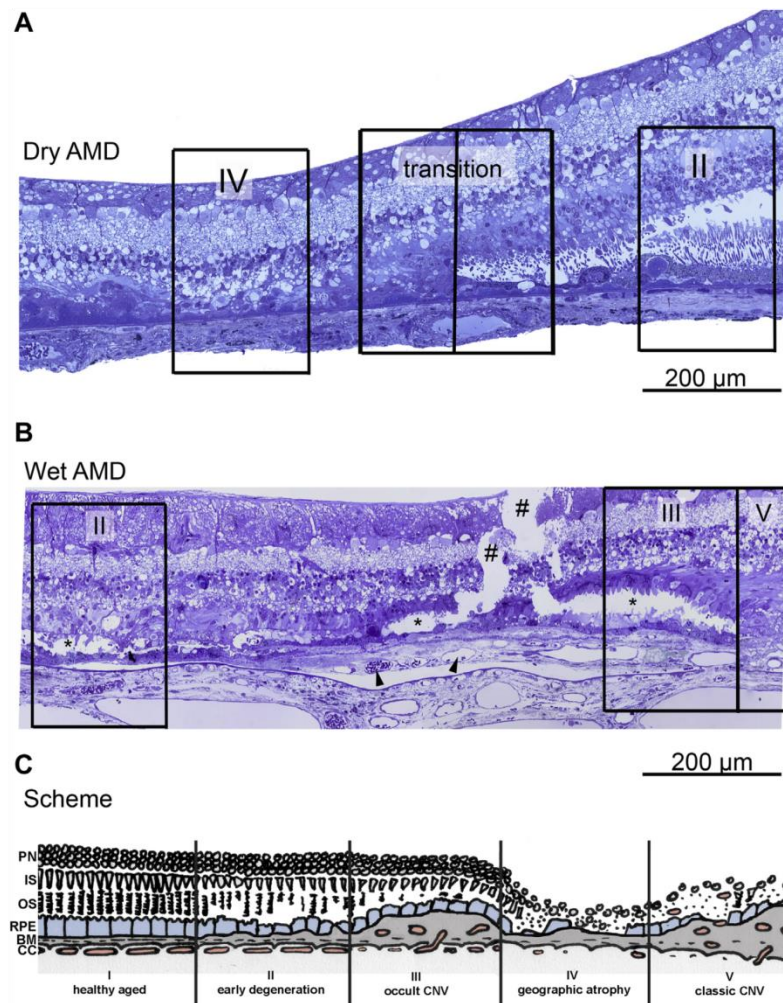 A
Dry AMD
IV
transition
II
200 µm
B
Wet AMD
II
#
#
III
V
*
*
*
200 µm
C
Scheme
PN
IS
OS
RPE
BM
CC
I
healthy aged
II
early degeneration
III
occult CNV
IV
geographic atrophy
V
classic CNV